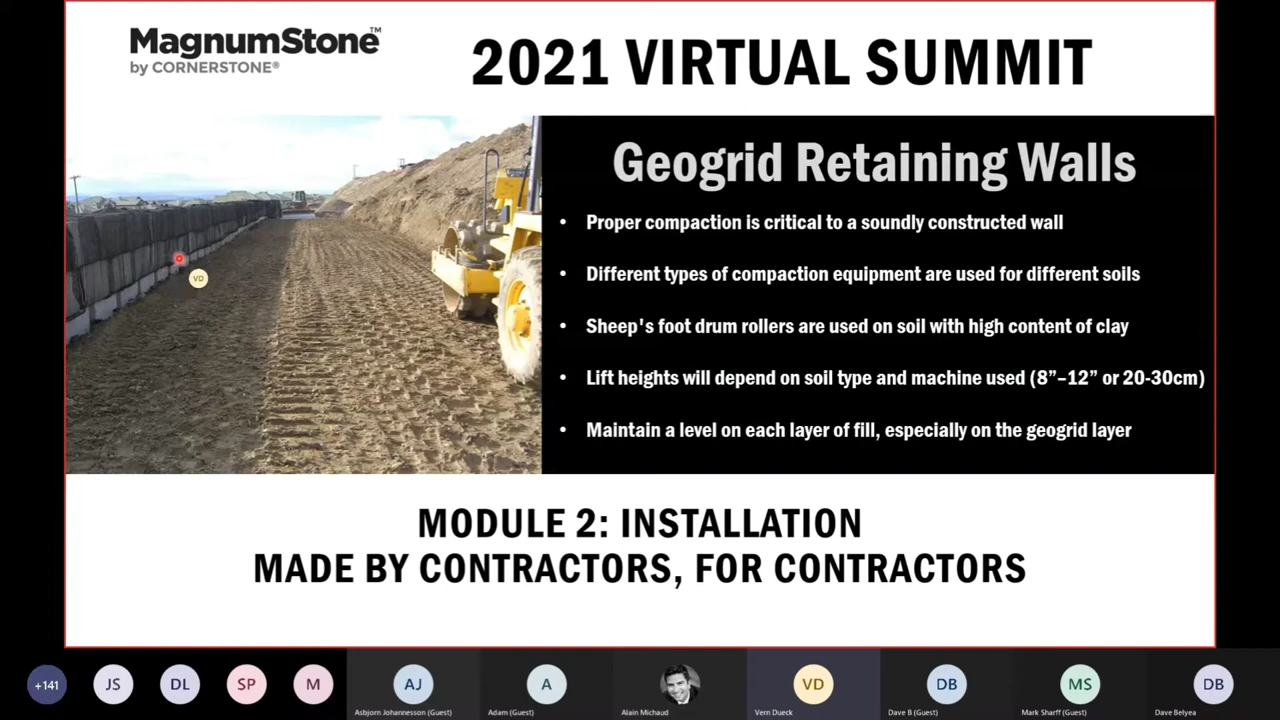 MagnumStone™
by CORNERSTONE®
2021 VIRTUAL SUMMIT
Geogrid Retaining Walls
• Proper compaction is critical to a soundly constructed wall
• Different types of compaction equipment are used for different soils
• Sheep's foot drum rollers are used on soil with high content of clay
• Lift heights will depend on soil type and machine used (8”–12” or 20-30cm)
• Maintain a level on each layer of fill, especially on the geogrid layer
VD
MODULE 2: INSTALLATION
MADE BY CONTRACTORS, FOR CONTRACTORS
+141
JS
DL
SP
M
AJ
A
VD
DB
MS
DB
Asbjorn Johannesson (Guest)
Adam (Guest)
Alain Michaud
Vern Dueck
Dave B (Guest)
Mark Sharff (Guest)
Dave Belyea